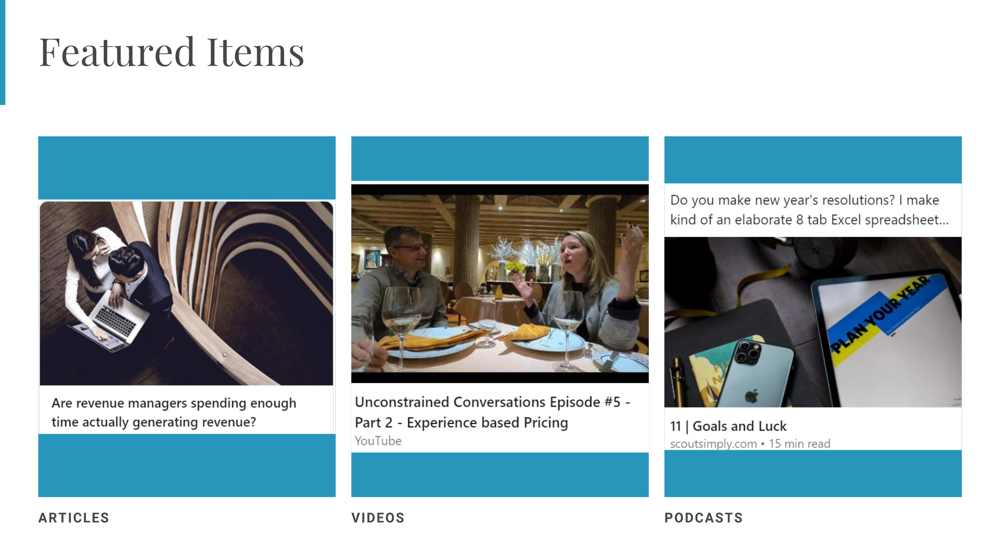 Featured Items
Are revenue managers spending enough
time actually generating revenue?
ARTICLES
Unconstrained Conversations Episode #5 -
Part 2 - Experience based Pricing
YouTube
VIDEOS
Do you make new year's resolutions? I make
kind of an elaborate 8 tab Excel spreadsheet...
PLAN YOUR YEAR
11 | Goals and Luck
scoutsimply.com • 15 min read
PODCASTS